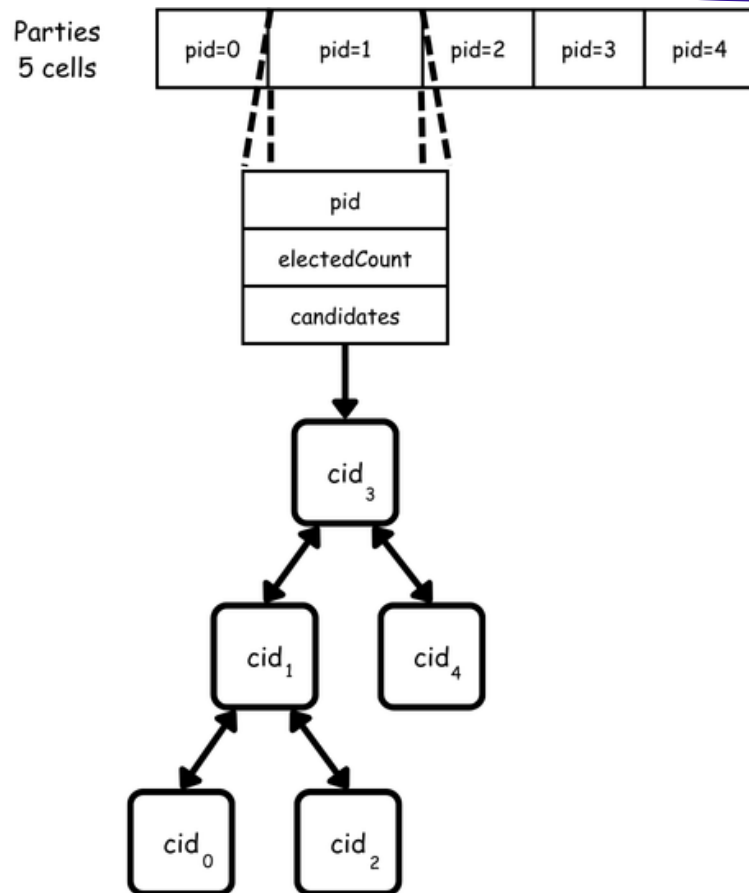 Parties
5 cells
pid=0 pid=1 pid=2 pid=3 pid=4
pid
electedCount
candidates
cid₃
cid₁ cid₄
cid₀ cid₂